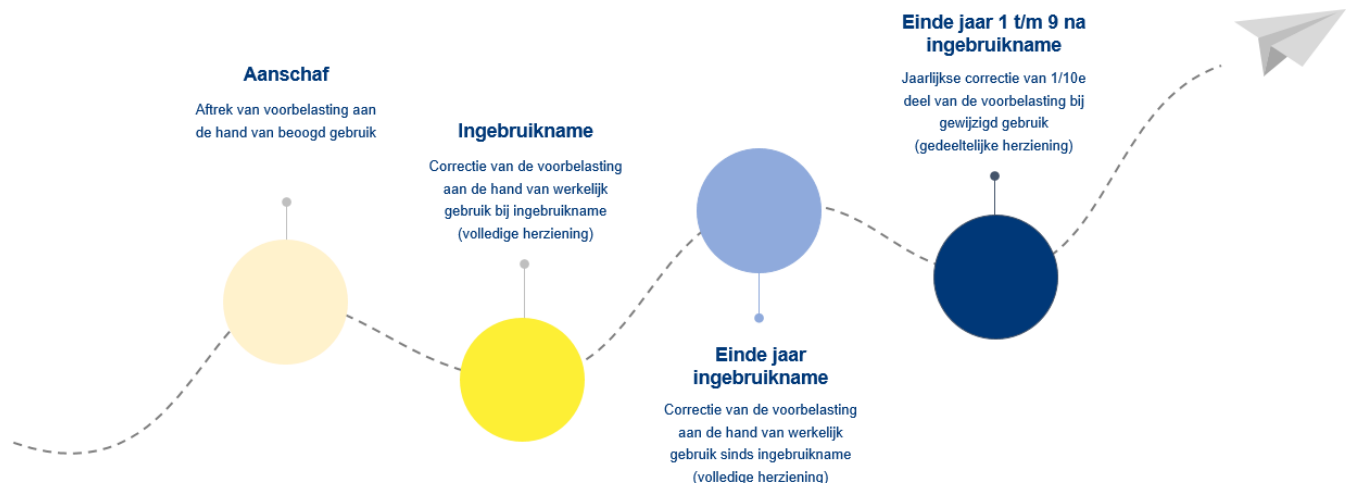 Aanschaf
Aftrek van voorbelasting aan
de hand van beoogd gebruik
Ingebruikname
Correctie van de voorbelasting
aan de hand van werkelijk
gebruik bij ingebruikname
(volledige herziening)
Einde jaar
ingebruikname
Correctie van de voorbelasting
aan de hand van werkelijk
gebruik sinds ingebruikname
(volledige herziening)
Einde jaar 1 t/m 9 na
ingebruikname
Jaarlijkse correctie van 1/10e
deel van de voorbelasting bij
gewijzigd gebruik
(gedeeltelijke herziening)